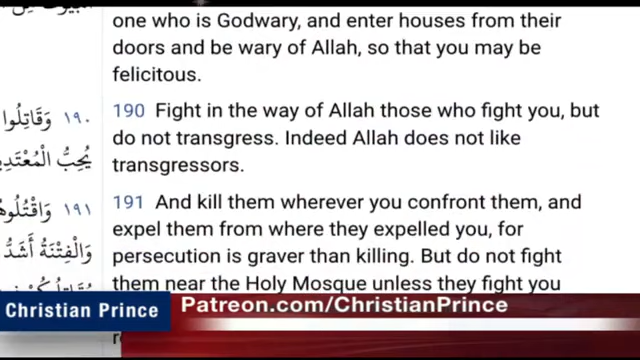 one who is Godwary, and enter houses from their
doors and be wary of Allah, so that you may be
felicitous.
١٩٠ وَقَاتِلُوا
190 Fight in the way of Allah those who fight you, but
do not transgress. Indeed Allah does not like
يُحِبُّ الْمُعْتَدِي
transgressors.
١٩١ وَاقْتُلُوهُ
191 And kill them wherever you confront them, and
expel them from where they expelled you, for
وَالْفِتْنَةُ أَشَدُّ
persecution is graver than killing. But do not fight
them near the Holy Mosque unless they fight you
Christian Prince
Patreon.com/ChristianPrince